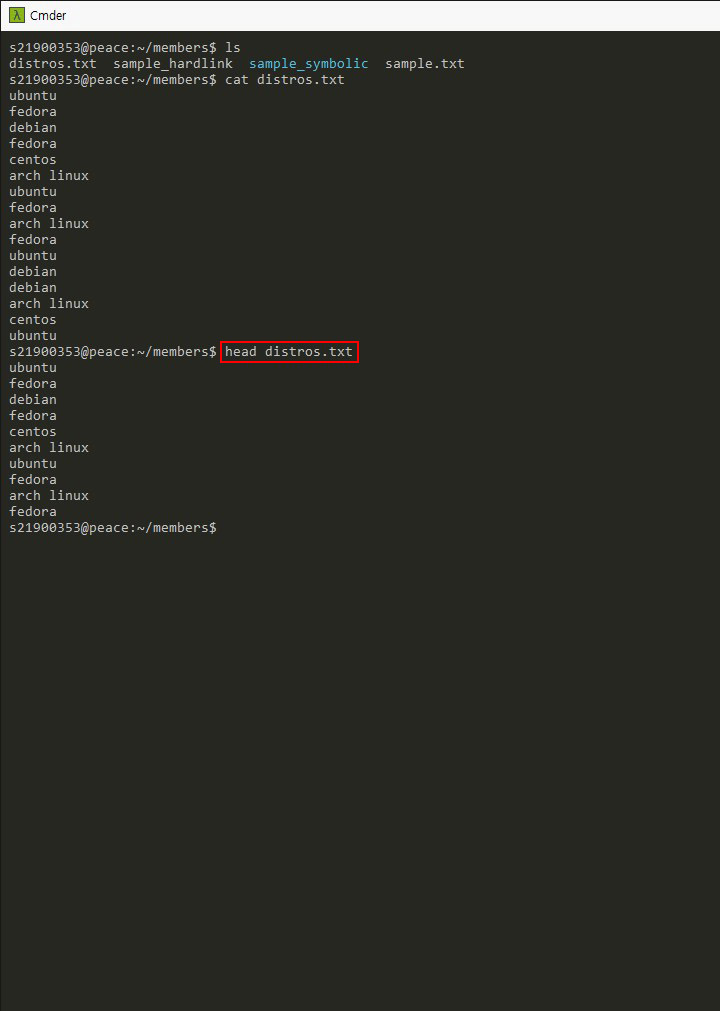 Cmder
s21900353@peace:~/members$ ls
distros.txt  sample_hardlink  sample_symbolic  sample.txt
s21900353@peace:~/members$ cat distros.txt
ubuntu
fedora
debian
fedora
centos
arch linux
ubuntu
fedora
arch linux
fedora
ubuntu
debian
debian
arch linux
centos
ubuntu
s21900353@peace:~/members$ head distros.txt
ubuntu
fedora
debian
fedora
centos
arch linux
ubuntu
fedora
arch linux
fedora
s21900353@peace:~/members$